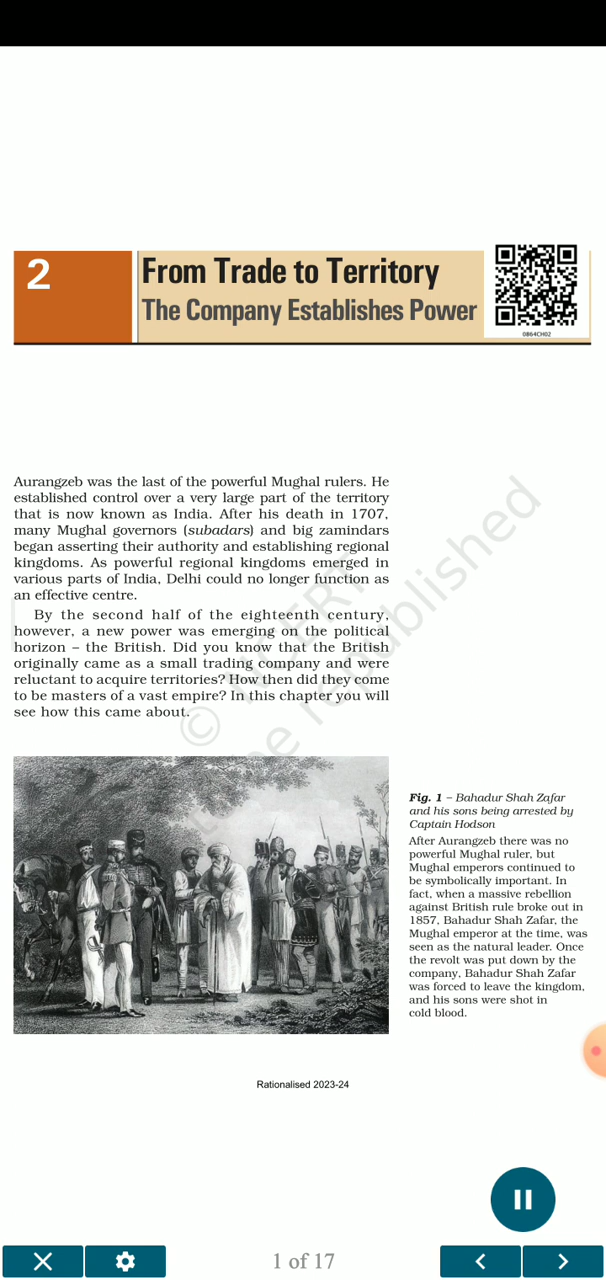 2
From Trade to Territory
The Company Establishes Power
0864CH02
Aurangzeb was the last of the powerful Mughal rulers. He
established control over a very large part of the territory
that is now known as India. After his death in 1707,
many Mughal governors (subadars) and big zamindars
began asserting their authority and establishing regional
kingdoms. As powerful regional kingdoms emerged in
various parts of India, Delhi could no longer function as
an effective centre.
By the second half of the eighteenth century,
however, a new power was emerging on the political
horizon – the British. Did you know that the British
originally came as a small trading company and were
reluctant to acquire territories? How then did they come
to be masters of a vast empire? In this chapter you will
see how this came about.
Fig. 1 – Bahadur Shah Zafar
and his sons being arrested by
Captain Hodson
After Aurangzeb there was no
powerful Mughal ruler, but
Mughal emperors continued to
be symbolically important. In
fact, when a massive rebellion
against British rule broke out in
1857, Bahadur Shah Zafar, the
Mughal emperor at the time, was
seen as the natural leader. Once
the revolt was put down by the
company, Bahadur Shah Zafar
was forced to leave the kingdom,
and his sons were shot in
cold blood.
© NCERT
be republished
Rationalised 2023-24
1 of 17